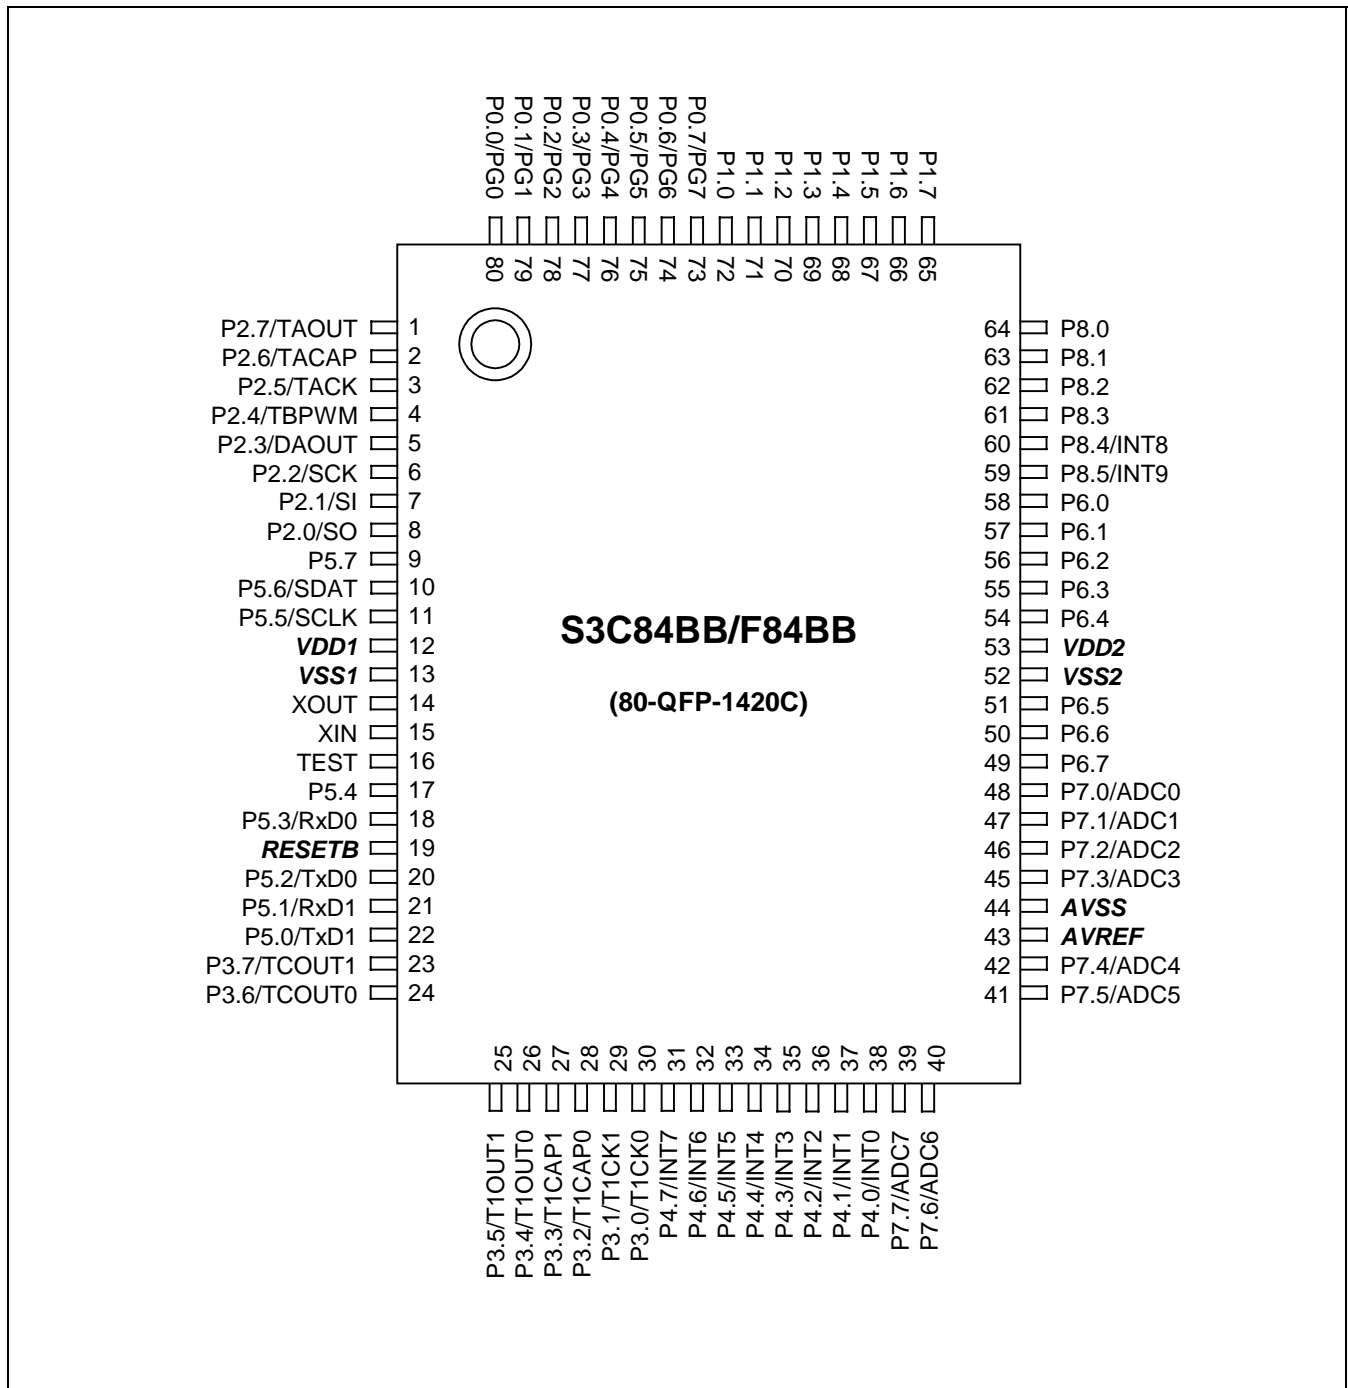 P0.0/PG0
P0.1/PG1
P0.2/PG2
P0.3/PG3
P0.4/PG4
P0.5/PG5
P0.6/PG6
P0.7/PG7
P1.0
P1.1
P1.2
P1.3
P1.4
P1.5
P1.6
P1.7
80
79
78
77
76
75
74
73
72
71
70
69
68
67
66
65
P2.7/TAOUT 1
P2.6/TACAP 2
P2.5/TACK 3
P2.4/TBPWM 4
P2.3/DAOUT 5
P2.2/SCK 6
P2.1/SI 7
P2.0/SO 8
P5.7 9
P5.6/SDAT 10
P5.5/SCLK 11
VDD1 12
VSS1 13
XOUT 14
XIN 15
TEST 16
P5.4 17
P5.3/RxD0 18
RESETB 19
P5.2/TxD0 20
P5.1/RxD1 21
P5.0/TxD1 22
P3.7/TCOUT1 23
P3.6/TCOUT0 24
S3C84BB/F84BB
(80-QFP-1420C)
64 P8.0
63 P8.1
62 P8.2
61 P8.3
60 P8.4/INT8
59 P8.5/INT9
58 P6.0
57 P6.1
56 P6.2
55 P6.3
54 P6.4
53 VDD2
52 VSS2
51 P6.5
50 P6.6
49 P6.7
48 P7.0/ADC0
47 P7.1/ADC1
46 P7.2/ADC2
45 P7.3/ADC3
44 AVSS
43 AVREF
42 P7.4/ADC4
41 P7.5/ADC5
25
26
27
28
29
30
31
32
33
34
35
36
37
38
39
40
P3.5/T1OUT1
P3.4/T1OUT0
P3.3/T1CAP1
P3.2/T1CAP0
P3.1/T1CK1
P3.0/T1CK0
P4.7/INT7
P4.6/INT6
P4.5/INT5
P4.4/INT4
P4.3/INT3
P4.2/INT2
P4.1/INT1
P4.0/INT0
P7.7/ADC7
P7.6/ADC6